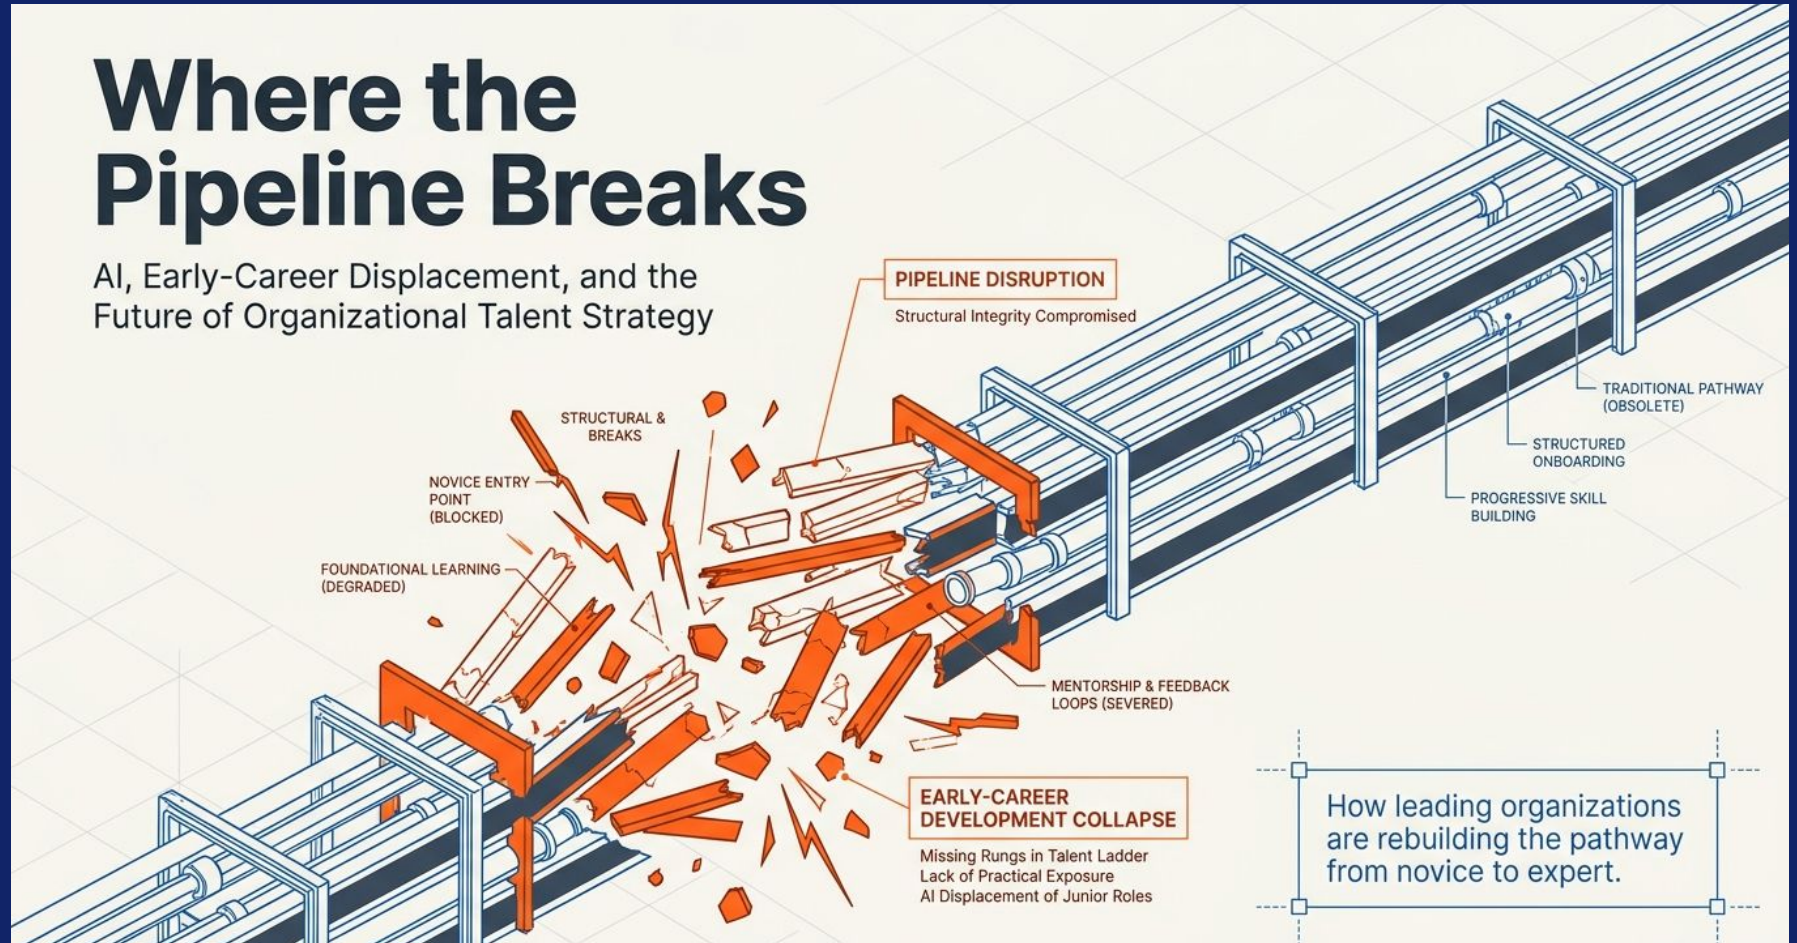 Where the
Pipeline Breaks
AI, Early-Career Displacement, and the
Future of Organizational Talent Strategy
PIPELINE DISRUPTION
Structural Integrity Compromised
STRUCTURAL &
BREAKS
NOVICE ENTRY
POINT
(BLOCKED)
FOUNDATIONAL LEARNING
(DEGRADED)
TRADITIONAL PATHWAY
(OBSOLETE)
STRUCTURED
ONBOARDING
PROGRESSIVE SKILL
BUILDING
MENTORSHIP & FEEDBACK
LOOPS (SEVERED)
EARLY-CAREER
DEVELOPMENT COLLAPSE
Missing Rungs in Talent Ladder
Lack of Practical Exposure
AI Displacement of Junior Roles
How leading organizations
are rebuilding the pathway
from novice to expert.